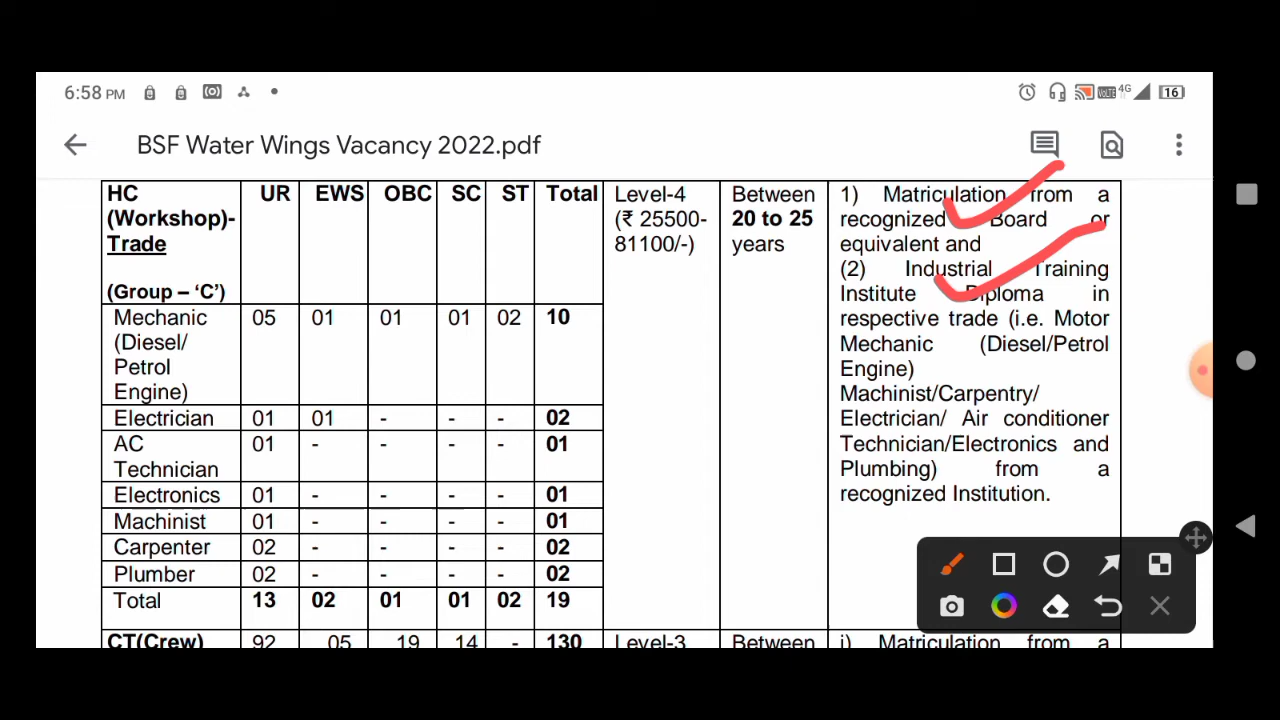 6:58 PM 4G 16
BSF Water Wings Vacancy 2022.pdf
HC (Workshop)- Trade (Group – ‘C’) UR EWS OBC SC ST Total Level-4 (₹ 25500-81100/-) Between 20 to 25 years
Mechanic (Diesel/ Petrol Engine) 05 01 01 01 02 10
Electrician 01 01 - - - 02
AC Technician 01 - - - - 01
Electronics 01 - - - - 01
Machinist 01 - - - - 01
Carpenter 02 - - - - 02
Plumber 02 - - - - 02
Total 13 02 01 01 02 19
1) Matriculation from a
recognized Board or
equivalent and
(2) Industrial Training
Institute Diploma in
respective trade (i.e. Motor
Mechanic (Diesel/Petrol
Engine)
Machinist/Carpentry/
Electrician/ Air conditioner
Technician/Electronics and
Plumbing) from a
recognized Institution.
CT(Crew) 92 05 19 14 - 130 Level-3 Between i) Matriculation from a